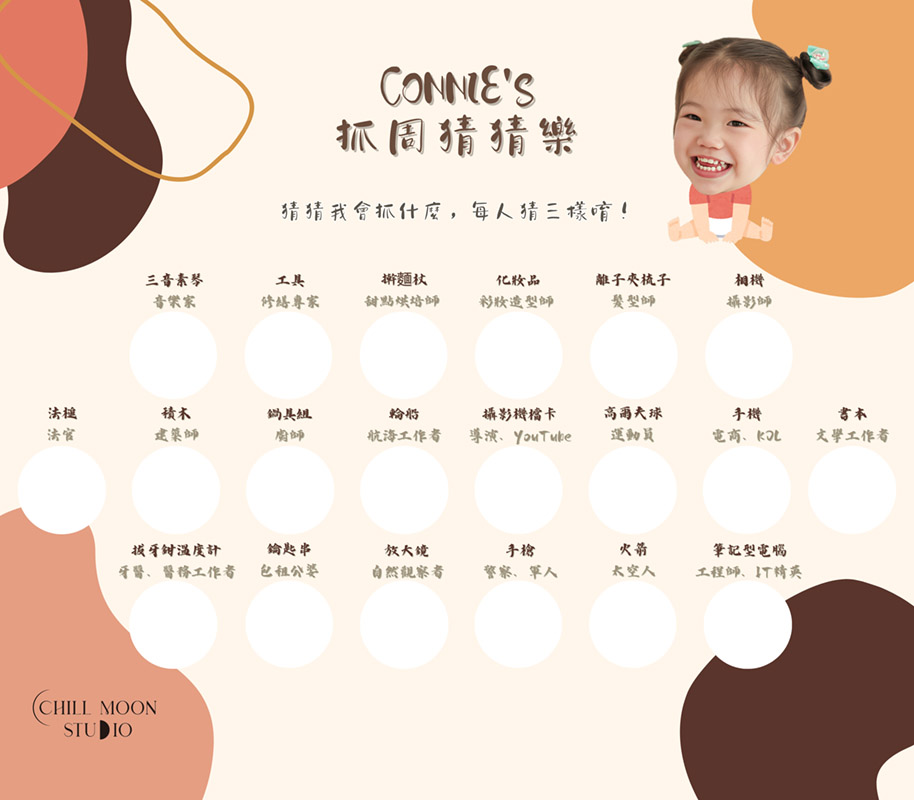 CONNIE'S
抓周猜猜樂
猜猜我會抓什麼，每人猜三樣唷！
三音素琴 工具 擀麵杖 化妝品 離子夾梳子 相機
音樂家 修繕專家 甜點烘焙師 彩妝造型師 髮型師 攝影師
法槌 積木 鍋具組 輪船 攝影機檔卡 高爾夫球 手機 書本
法官 建築師 廚師 航海工作者 導演、YouTube 運動員 電商、KOL 文學工作者
拔牙鉗溫度計 鑰匙串 放大鏡 手槍 火箭 筆記型電腦
牙醫、醫務工作者 包租公婆 自然觀察者 警察、軍人 太空人 工程師、IT精英
CHILL MOON
STUDIO